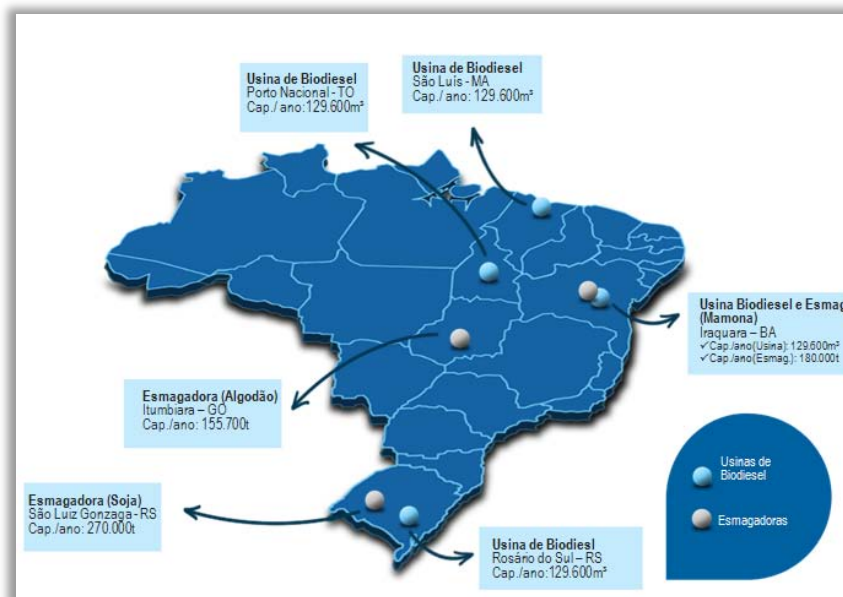 Usina de Biodiesel
Porto Nacional - TO
Cap./ ano:129.600m³
Usina de Biodiesel
São Luís - MA
Cap./ ano: 129.600m³
Usina Biodiesel e Esmag
(Mamona)
Iraquara – BA
✓Cap./ano(Usina): 129.600m³
✓Cap./ano(Esmag.): 180.000t
Esmagadora (Algodão)
Itumbiara – GO
Cap./ano: 155.700t
Usinas de
Biodiesel
Esmagadoras
Esmagadora (Soja)
São Luiz Gonzaga - RS
Cap./ano: 270.000t
Usina de Biodiesl
Rosário do Sul – RS
Cap./ano:129.600m³